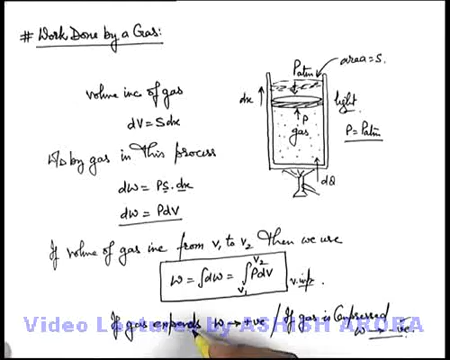 # Work Done by a Gas:
Patm area = S.
volume inc of gas
dx light
dV = Sdx
P
gas P = Patm
W/D by gas in this process
dQ
dW = PS.dx
dW = PdV
If volume of gas inc from V1 to V2 Then we use
W = ∫dW = ∫PdV
V2
V1
v. imp.
If gas expands W → +ve / If gas is Compressed
W → -ve
Video Lectures by ASHISH ARORA